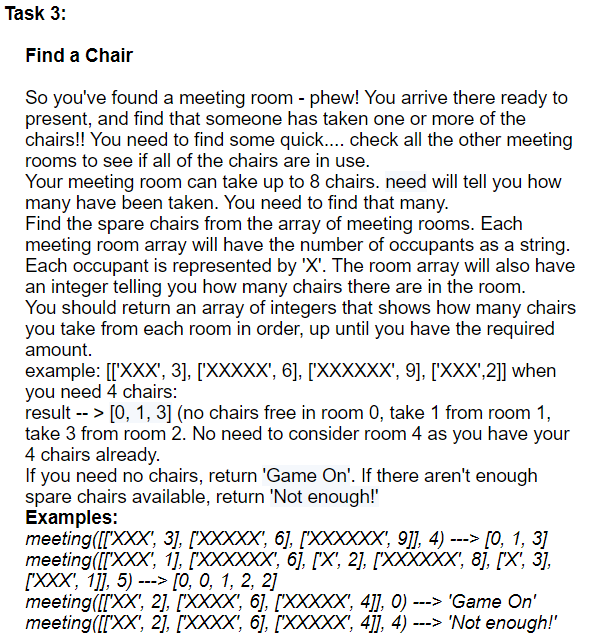 Task 3:
Find a Chair
So you've found a meeting room - phew! You arrive there ready to
present, and find that someone has taken one or more of the
chairs!! You need to find some quick.... check all the other meeting
rooms to see if all of the chairs are in use.
Your meeting room can take up to 8 chairs. need will tell you how
many have been taken. You need to find that many.
Find the spare chairs from the array of meeting rooms. Each
meeting room array will have the number of occupants as a string.
Each occupant is represented by 'X'. The room array will also have
an integer telling you how many chairs there are in the room.
You should return an array of integers that shows how many chairs
you take from each room in order, up until you have the required
amount.
example: [['XXX', 3], ['XXXXX', 6], ['XXXXXX', 9], ['XXX',2]] when
you need 4 chairs:
result -- > [0, 1, 3] (no chairs free in room 0, take 1 from room 1,
take 3 from room 2. No need to consider room 4 as you have your
4 chairs already.
If you need no chairs, return 'Game On'. If there aren't enough
spare chairs available, return 'Not enough!'
Examples:
meeting([['XXX', 3], ['XXXXX', 6], ['XXXXXX', 9]], 4) ---> [0, 1, 3]
meeting([['XXX', 1], ['XXXXXX', 6], ['X', 2], ['XXXXXX', 8], ['X', 3],
['XXX', 1]], 5) ---> [0, 0, 1, 2, 2]
meeting([['XX', 2], ['XXXX', 6], ['XXXXX', 4]], 0) ---> 'Game On'
meeting([['XX', 2], ['XXXX', 6], ['XXXXX', 4]], 4) ---> 'Not enough!'